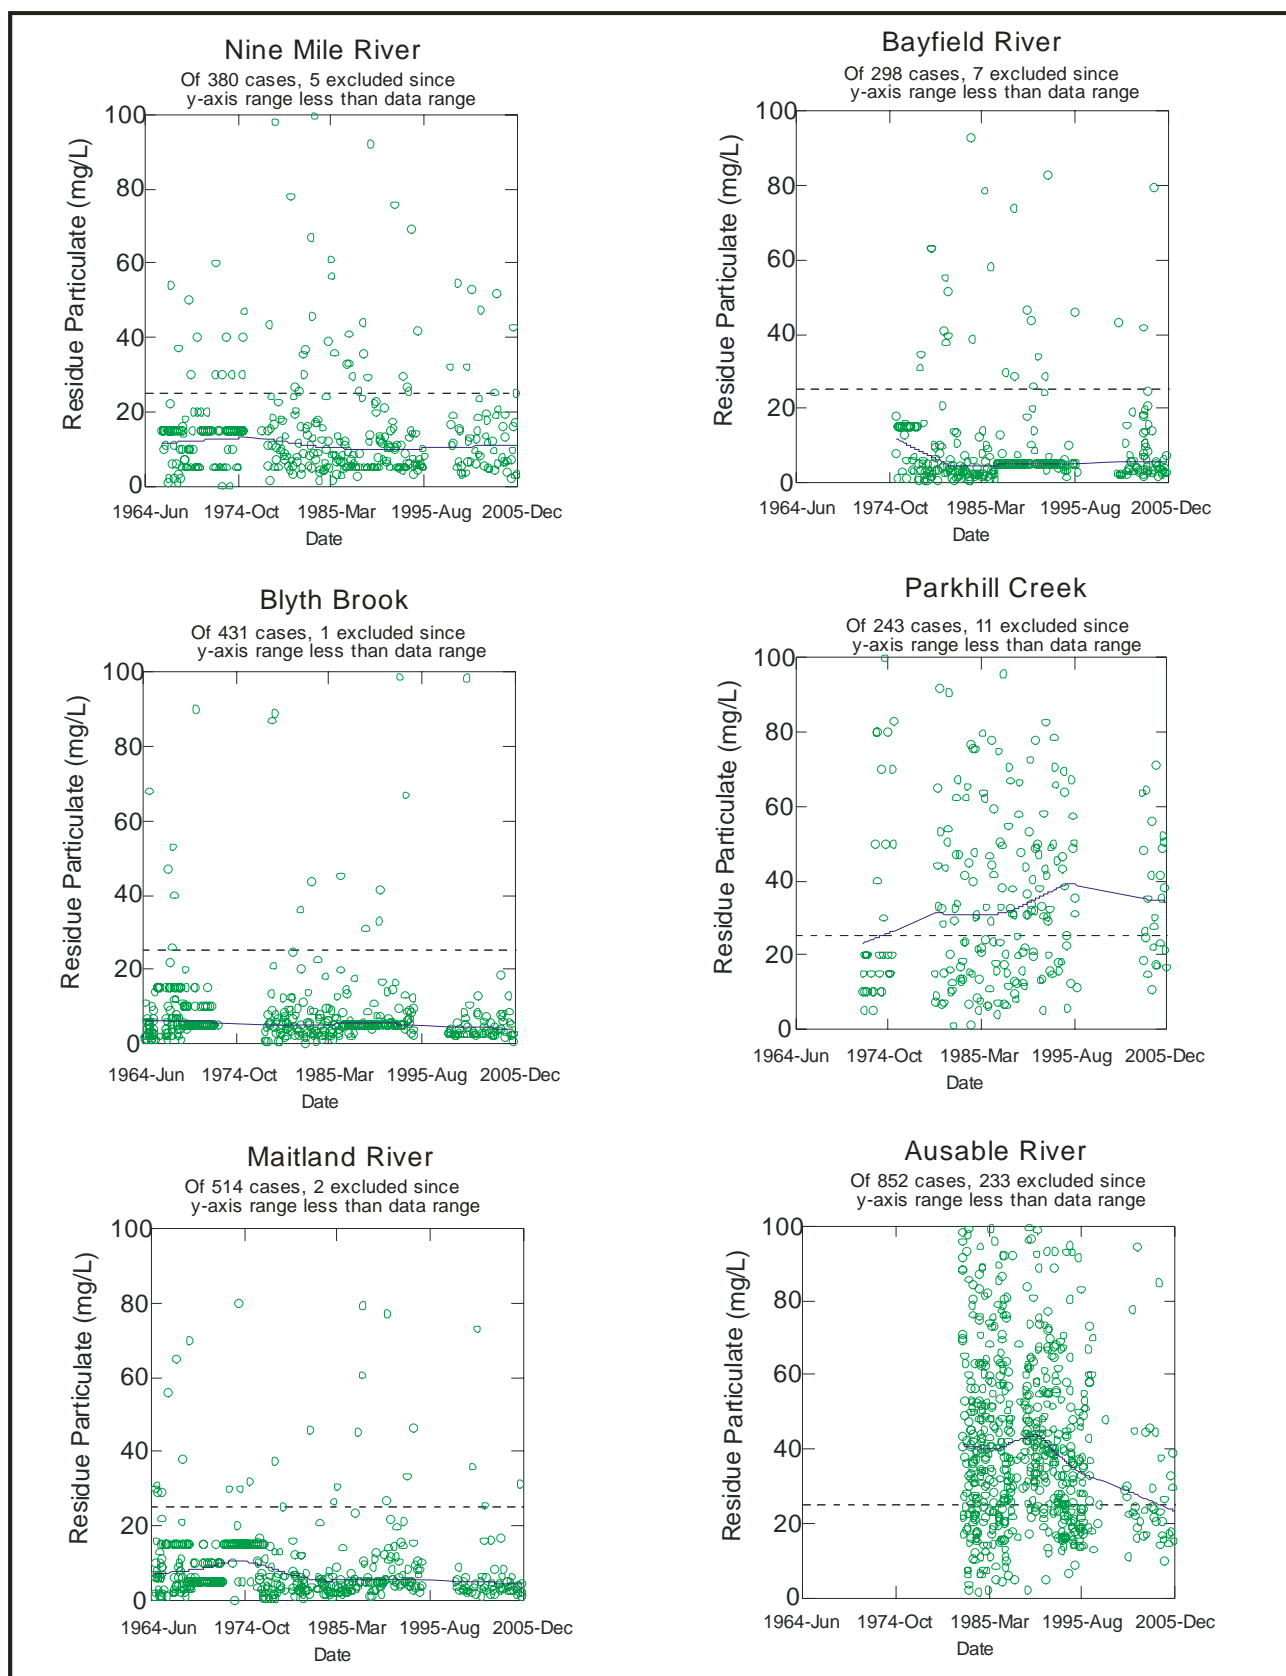 Nine Mile River
Of 380 cases, 5 excluded since
y-axis range less than data range
Residue Particulate (mg/L)
100
80
60
40
20
0
1964-Jun 1974-Oct 1985-Mar 1995-Aug 2005-Dec
Date
Bayfield River
Of 298 cases, 7 excluded since
y-axis range less than data range
Residue Particulate (mg/L)
100
80
60
40
20
0
1964-Jun 1974-Oct 1985-Mar 1995-Aug 2005-Dec
Date
Blyth Brook
Of 431 cases, 1 excluded since
y-axis range less than data range
Residue Particulate (mg/L)
100
80
60
40
20
0
1964-Jun 1974-Oct 1985-Mar 1995-Aug 2005-Dec
Date
Parkhill Creek
Of 243 cases, 11 excluded since
y-axis range less than data range
Residue Particulate (mg/L)
100
80
60
40
20
0
1964-Jun 1974-Oct 1985-Mar 1995-Aug 2005-Dec
Date
Maitland River
Of 514 cases, 2 excluded since
y-axis range less than data range
Residue Particulate (mg/L)
100
80
60
40
20
0
1964-Jun 1974-Oct 1985-Mar 1995-Aug 2005-Dec
Date
Ausable River
Of 852 cases, 233 excluded since
y-axis range less than data range
Residue Particulate (mg/L)
100
80
60
40
20
0
1964-Jun 1974-Oct 1985-Mar 1995-Aug 2005-Dec
Date